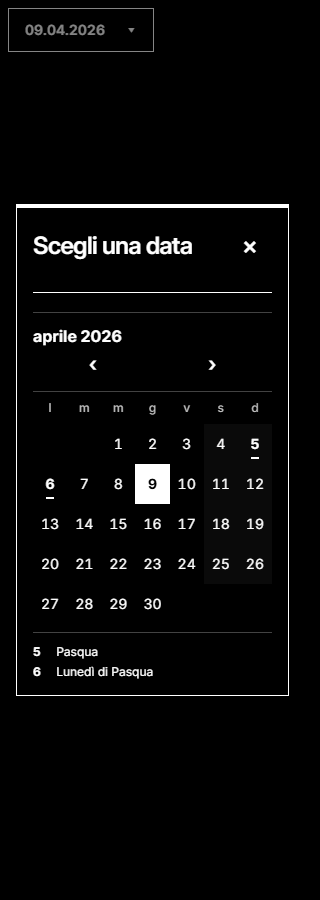 09.04.2026
Scegli una data
aprile 2026
l m m g v s d
1 2 3 4 5
6 7 8 9 10 11 12
13 14 15 16 17 18 19
20 21 22 23 24 25 26
27 28 29 30
5 Pasqua
6 Lunedì di Pasqua